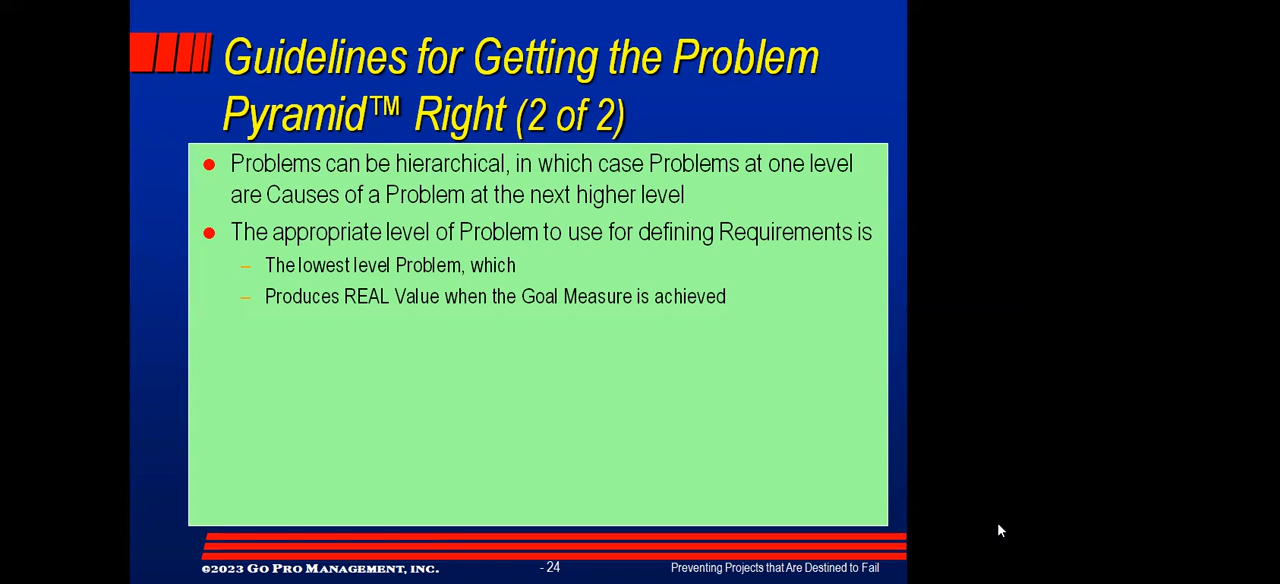 Guidelines for Getting the Problem
Pyramid™ Right (2 of 2)
● Problems can be hierarchical, in which case Problems at one level
are Causes of a Problem at the next higher level
● The appropriate level of Problem to use for defining Requirements is
– The lowest level Problem, which
– Produces REAL Value when the Goal Measure is achieved
©2023 GO PRO MANAGEMENT, INC. - 24 Preventing Projects that Are Destined to Fail